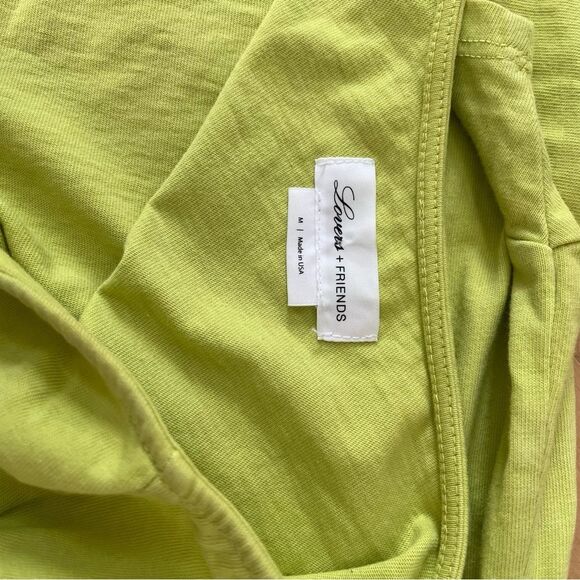 Lovers + FRIENDS
M | Made in USA